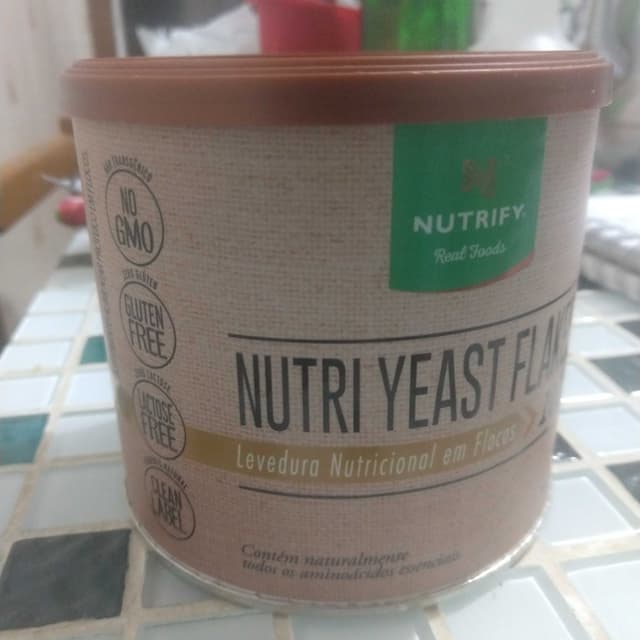 NUTRIFY
Real Foods
NO GMO
GLUTEN FREE
LACTOSE FREE
CLEAN LABEL
NUTRI YEAST
Levedura Nutricional em Flocos
Contém naturalmente
todos os aminoácidos essenciais